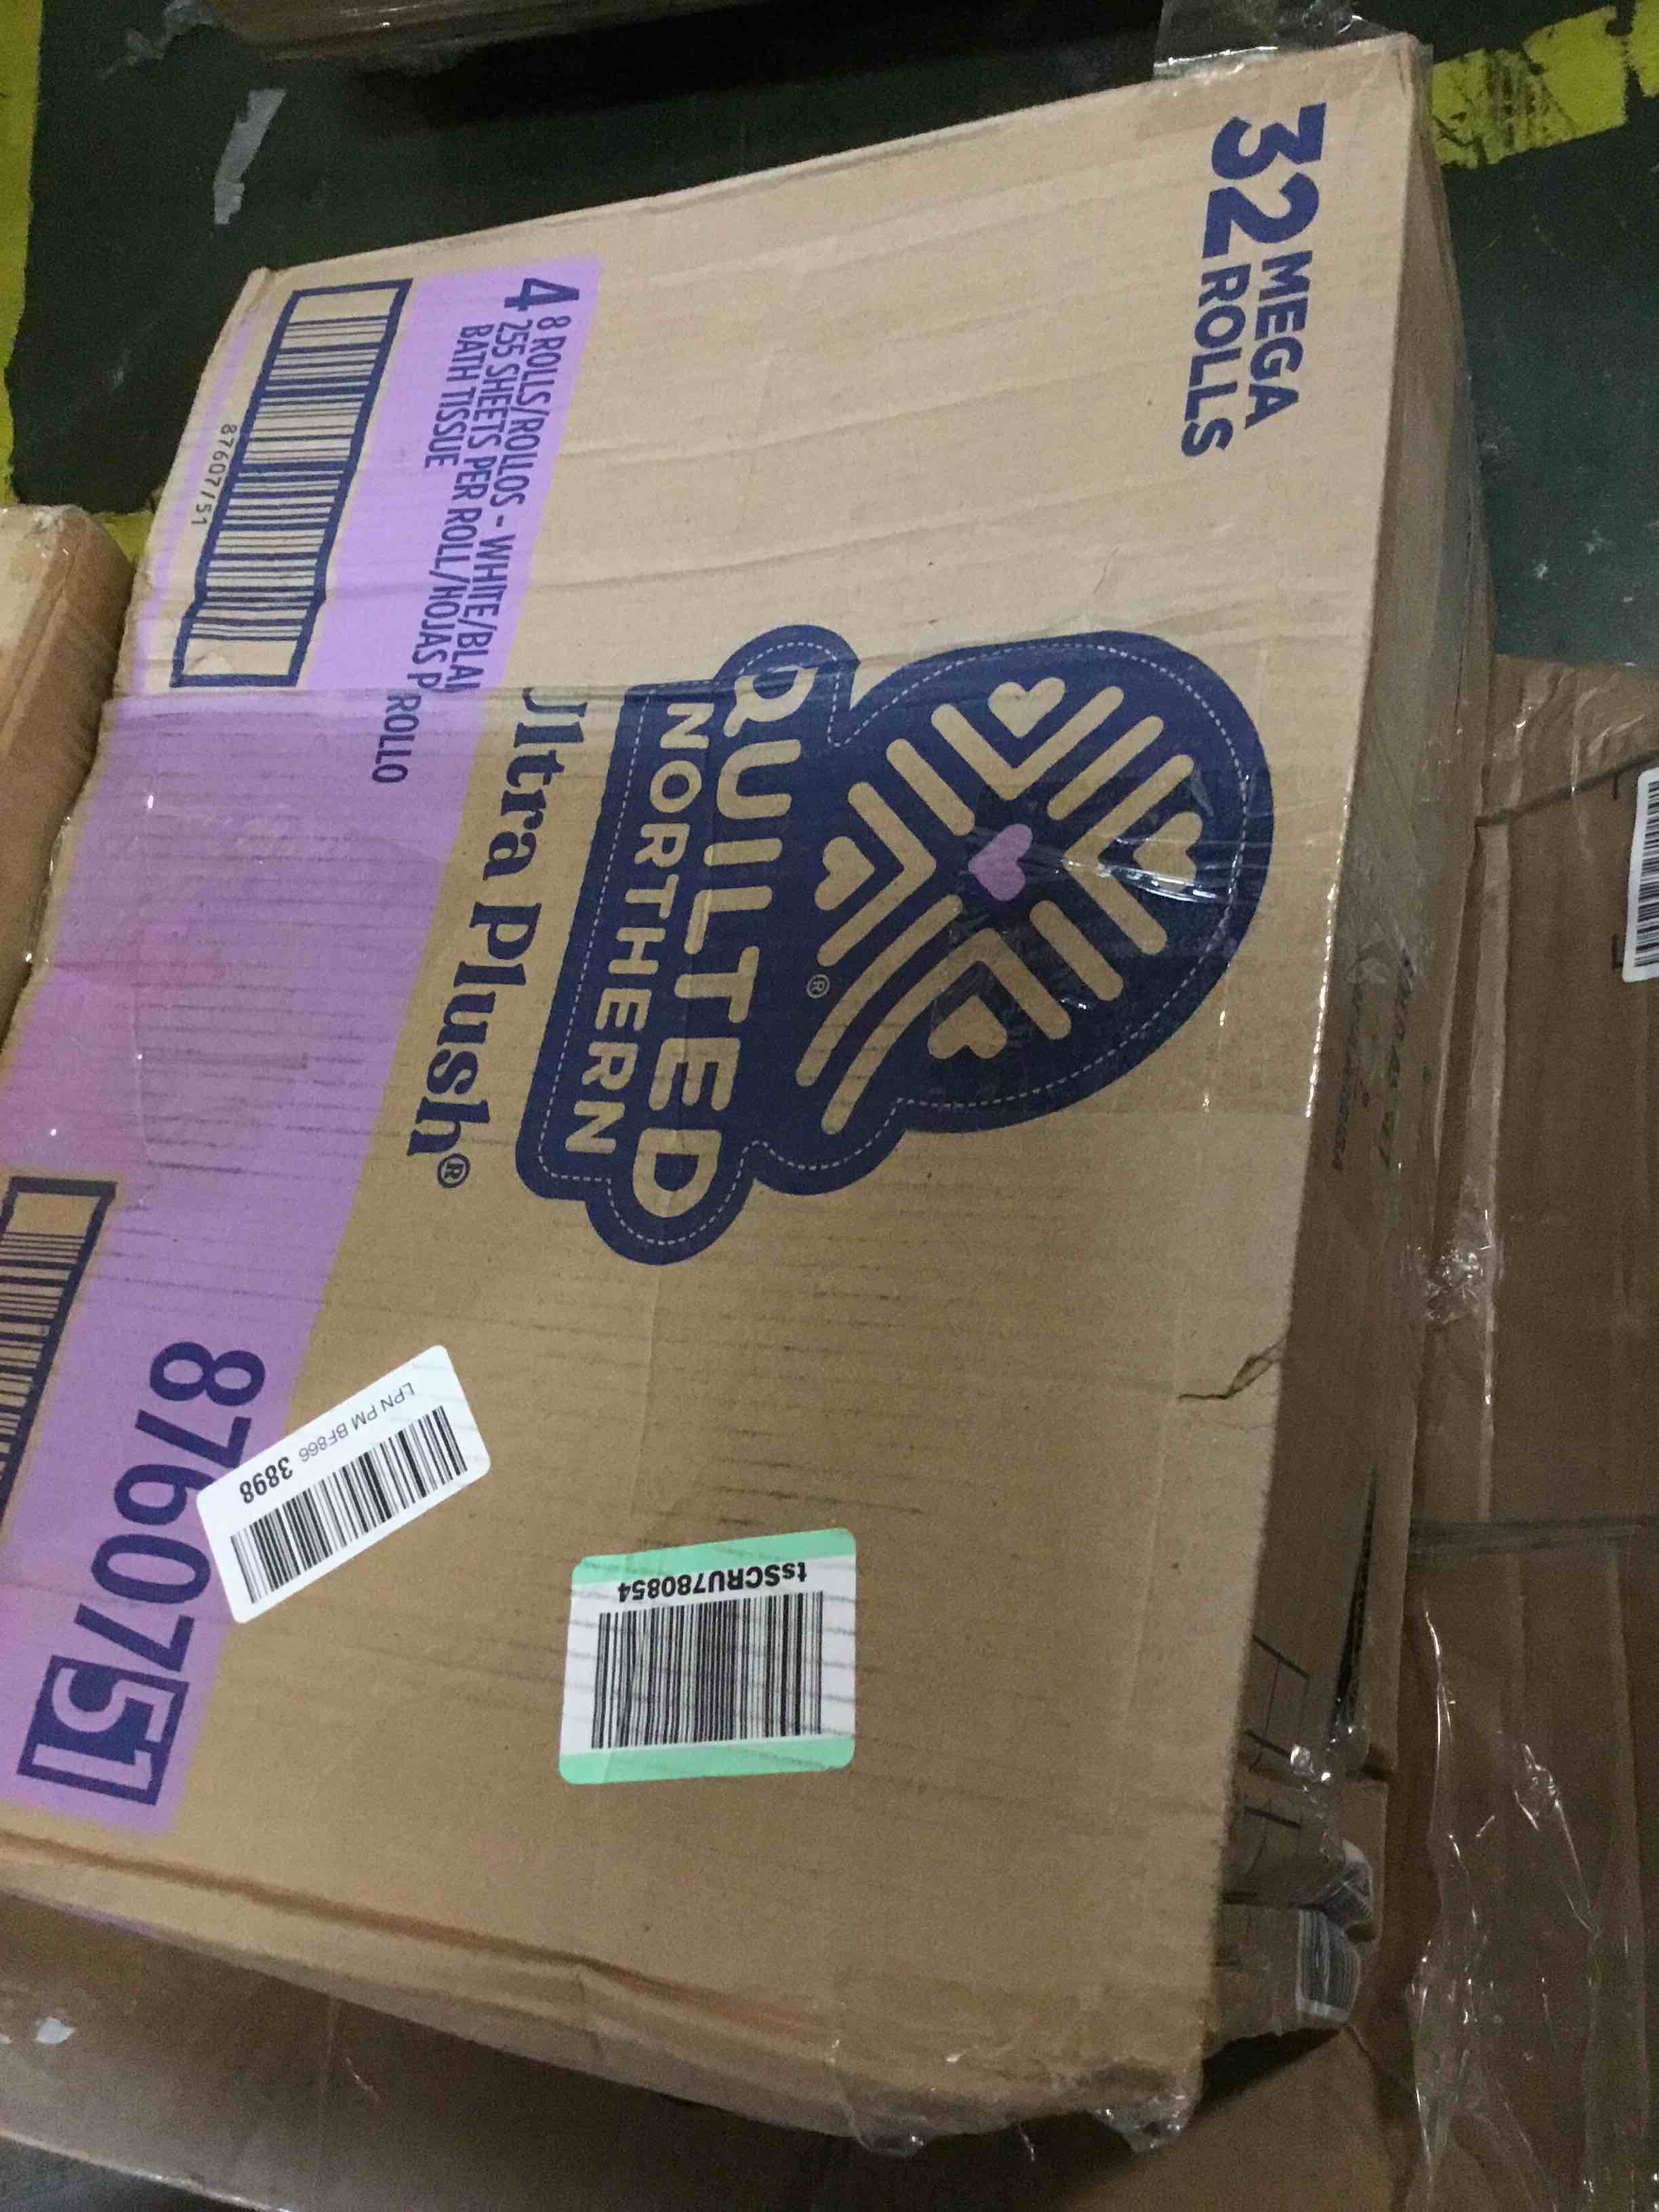 32 MEGA
ROLLS
QUILTED
NORTHERN
®
Ultra Plush®
4 8 ROLLS/ROLLOS - WHITE/BLA
255 SHEETS PER ROLL/HOJAS P ROLLO
BATH TISSUE
87607/51
87607 51
LPN PM BF866 3898
tsSCRU780854